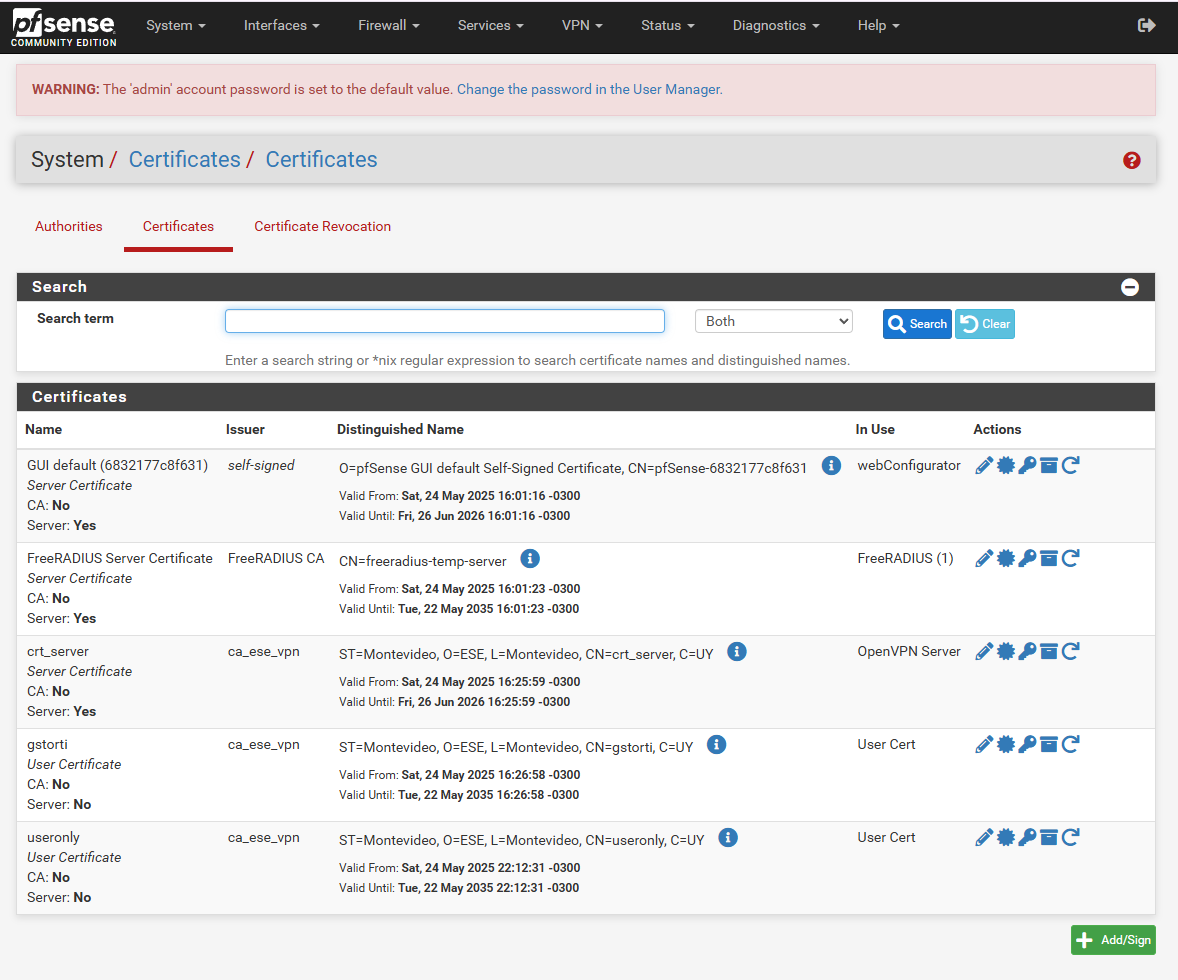 pfsense
COMMUNITY EDITION
System Interfaces Firewall Services VPN Status Diagnostics Help
WARNING: The 'admin' account password is set to the default value. Change the password in the User Manager.
System / Certificates / Certificates
Authorities Certificates Certificate Revocation
Search
Search term Both Search Clear
Enter a search string or *nix regular expression to search certificate names and distinguished names.
Certificates
Name Issuer Distinguished Name In Use Actions
GUI default (6832177c8f631) self-signed O=pfSense GUI default Self-Signed Certificate, CN=pfSense-6832177c8f631 webConfigurator
Server Certificate
CA: No
Server: Yes
Valid From: Sat, 24 May 2025 16:01:16 -0300
Valid Until: Fri, 26 Jun 2026 16:01:16 -0300
FreeRADIUS Server Certificate FreeRADIUS CA CN=freeradius-temp-server FreeRADIUS (1)
Server Certificate
CA: No
Server: Yes
Valid From: Sat, 24 May 2025 16:01:23 -0300
Valid Until: Tue, 22 May 2035 16:01:23 -0300
crt_server ca_ese_vpn ST=Montevideo, O=ESE, L=Montevideo, CN=crt_server, C=UY OpenVPN Server
Server Certificate
CA: No
Server: Yes
Valid From: Sat, 24 May 2025 16:25:59 -0300
Valid Until: Fri, 26 Jun 2026 16:25:59 -0300
gstorti ca_ese_vpn ST=Montevideo, O=ESE, L=Montevideo, CN=gstorti, C=UY User Cert
User Certificate
CA: No
Server: No
Valid From: Sat, 24 May 2025 16:26:58 -0300
Valid Until: Tue, 22 May 2035 16:26:58 -0300
useronly ca_ese_vpn ST=Montevideo, O=ESE, L=Montevideo, CN=useronly, C=UY User Cert
User Certificate
CA: No
Server: No
Valid From: Sat, 24 May 2025 22:12:31 -0300
Valid Until: Tue, 22 May 2035 22:12:31 -0300
Add/Sign